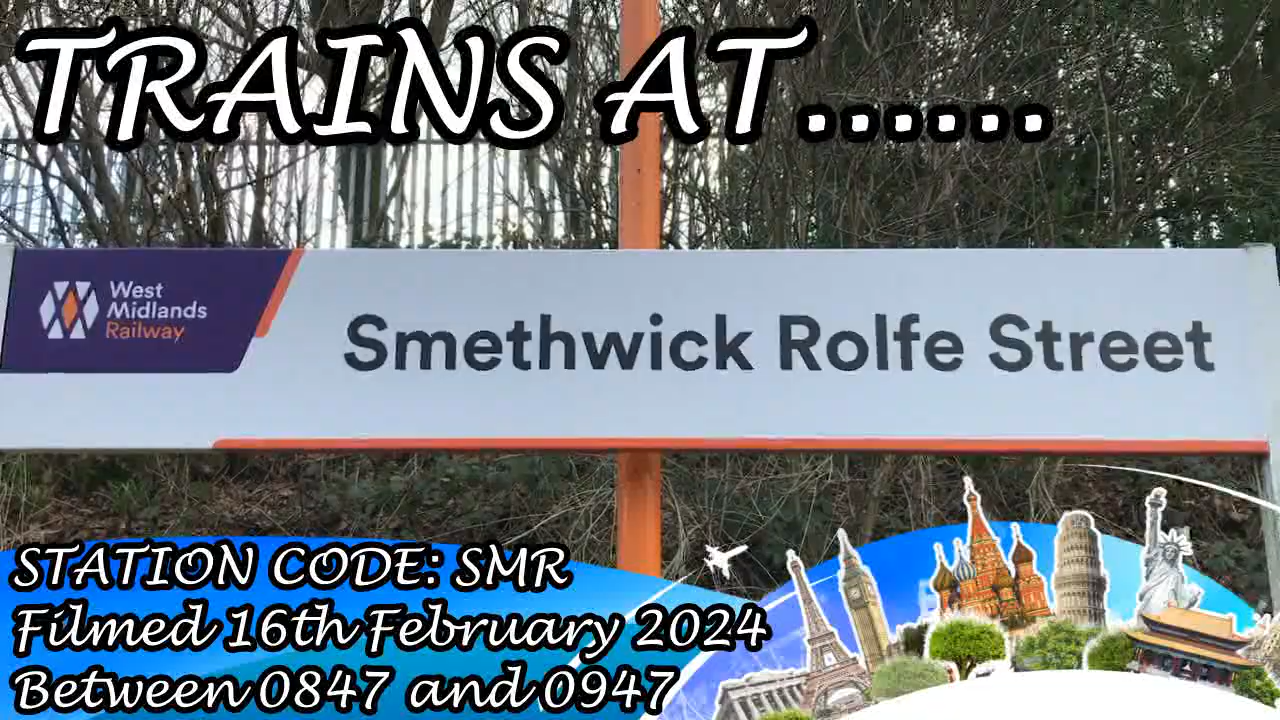 TRAINS AT......
West
Midlands
Railway
Smethwick Rolfe Street
STATION CODE: SMR
Filmed 16th February 2024
Between 0847 and 0947